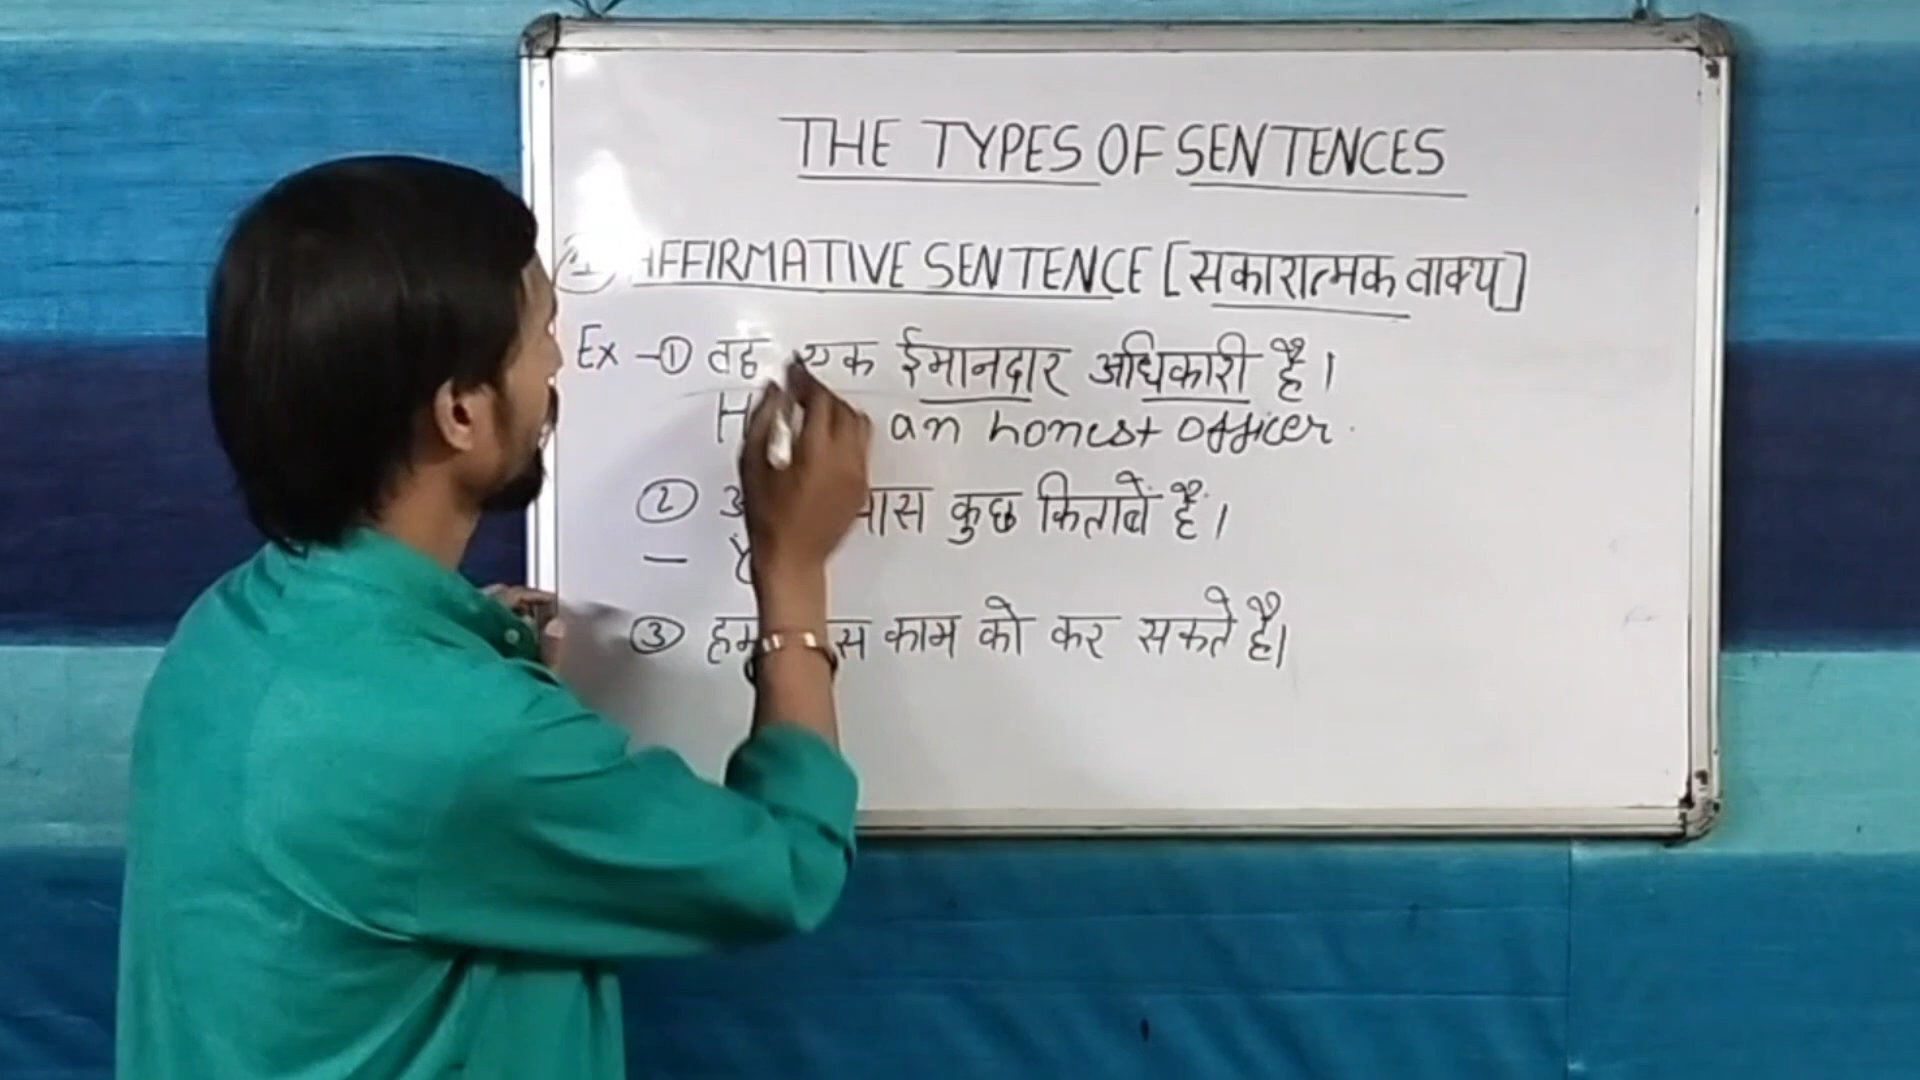 THE TYPES OF SENTENCES
① AFFIRMATIVE SENTENCE [सकारात्मक वाक्य]
Ex -① वह एक ईमानदार अधिकारी है।
an honest officer.
② कुछ किताबें हैं।
③ काम को कर सकते हैं।